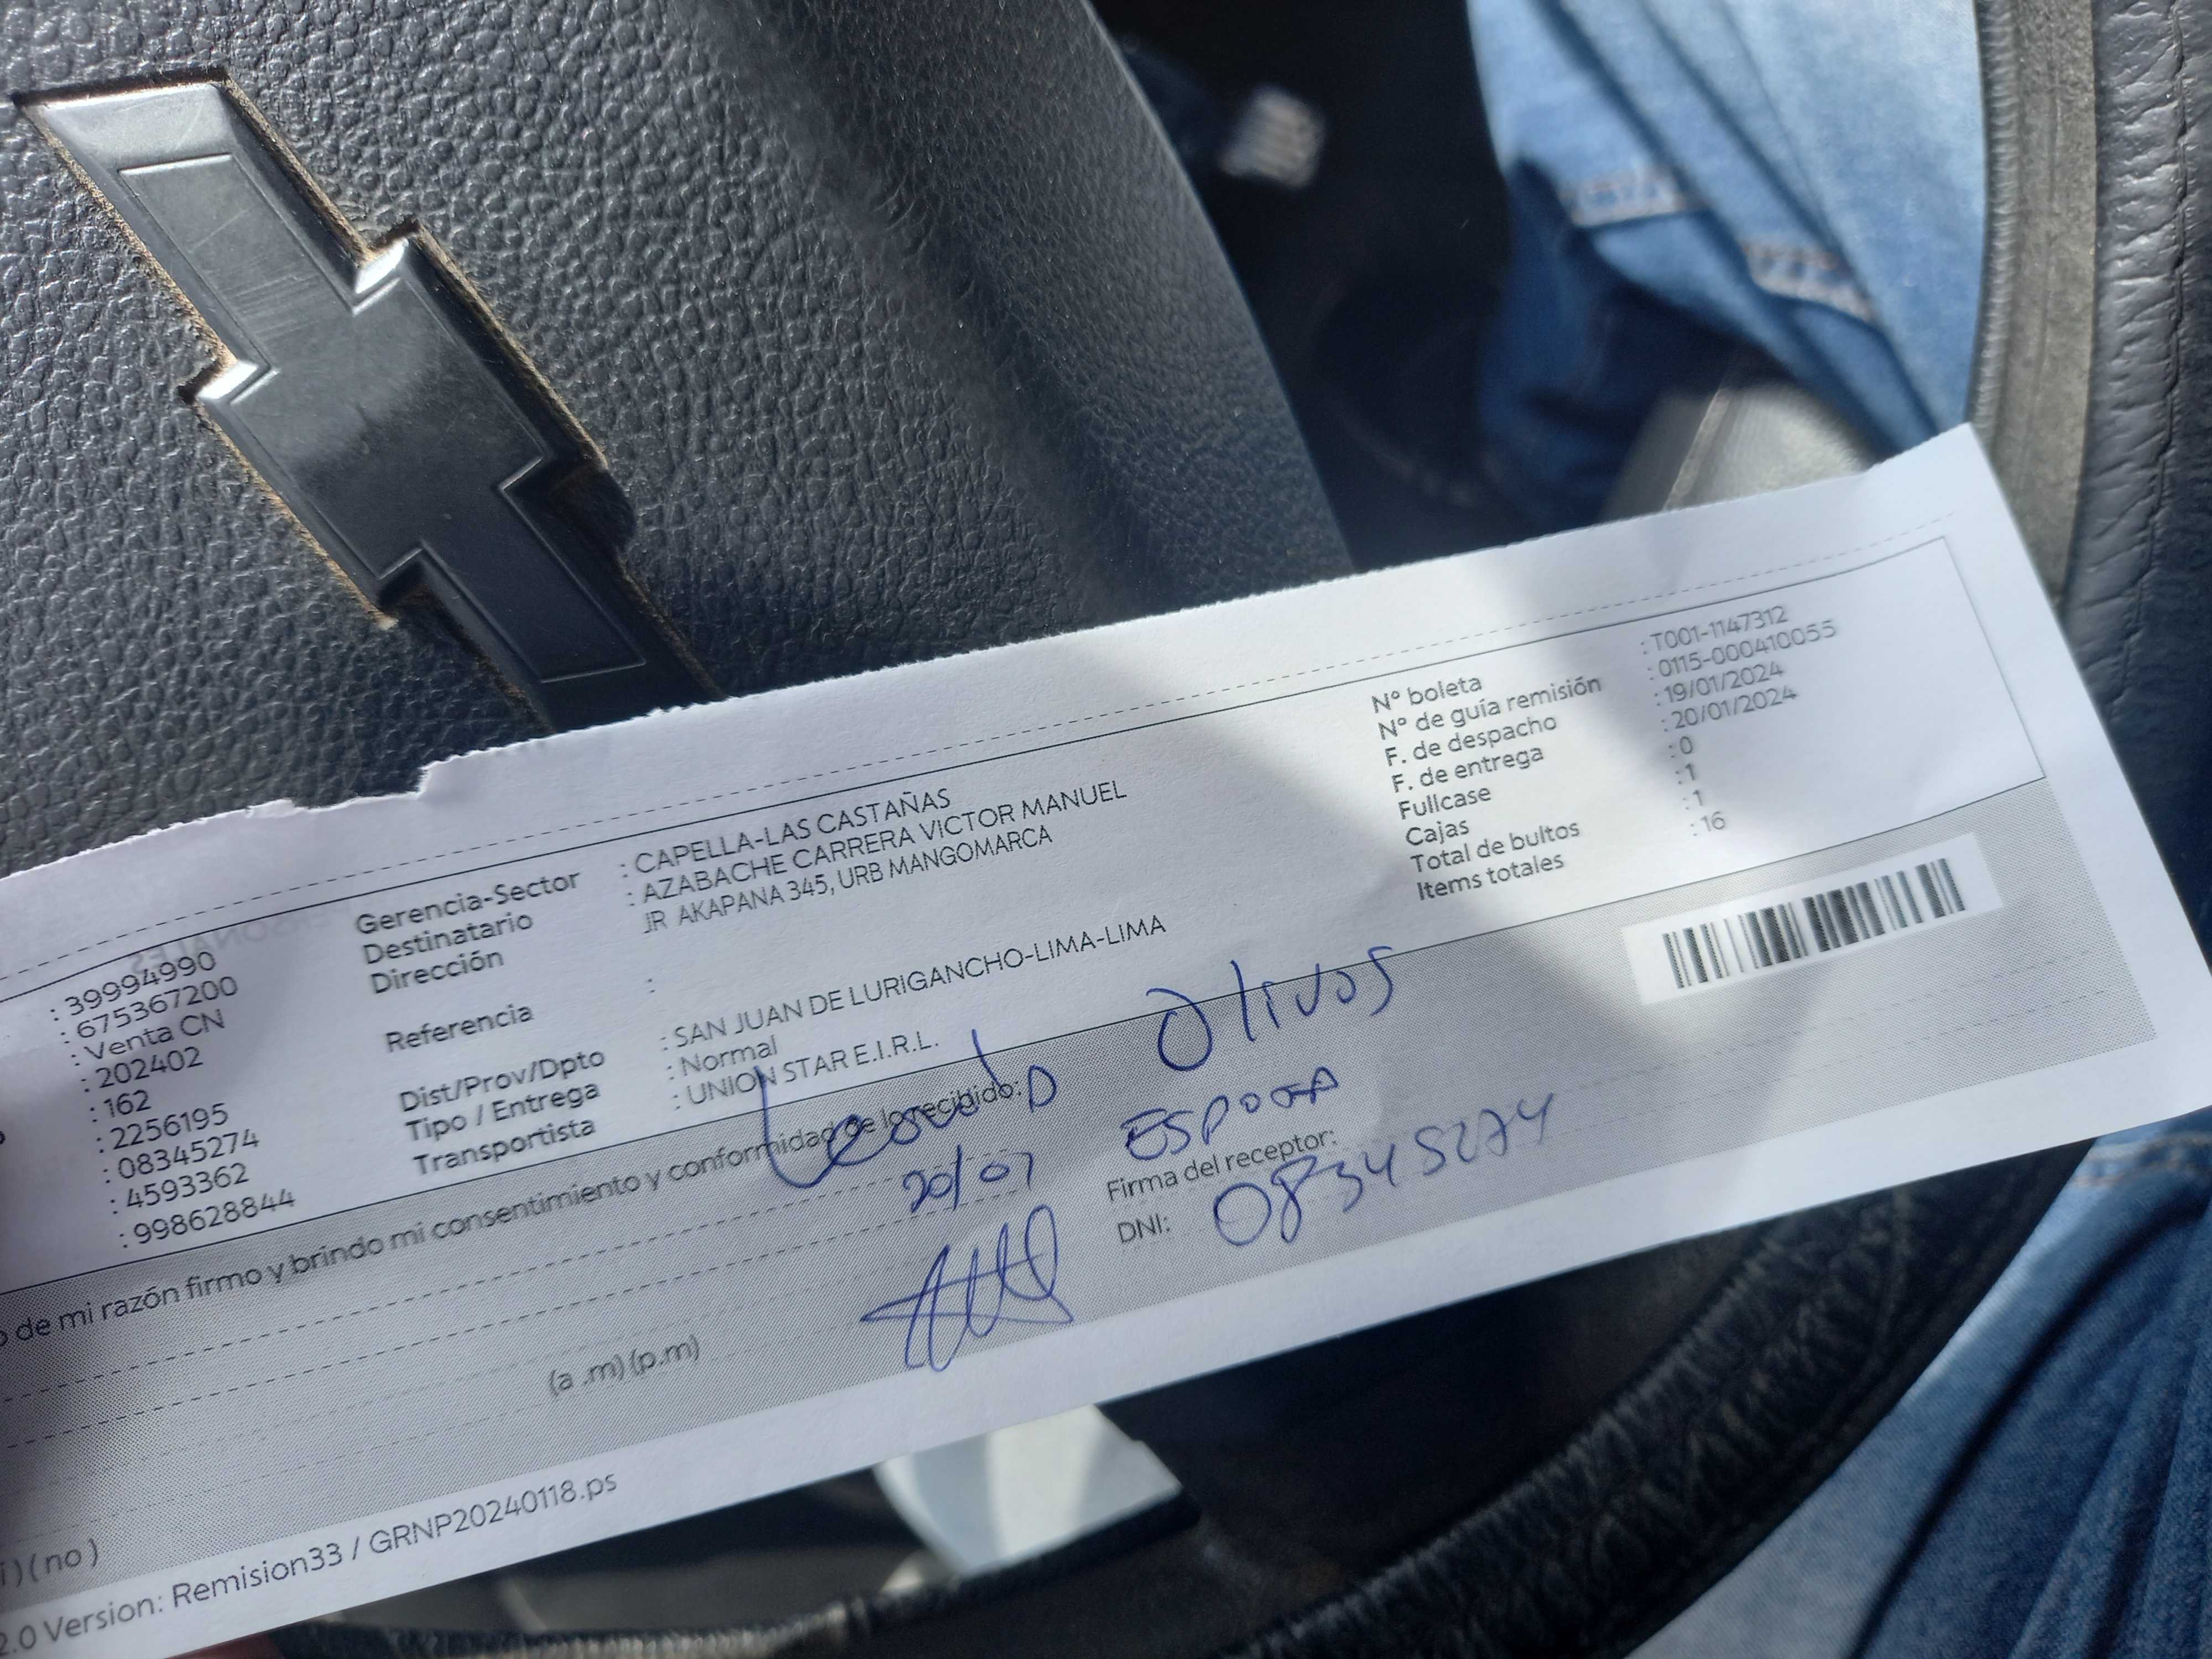 : 39994990
: 675367200
: Venta CN
: 202402
: 162
: 2256195
: 08345274
: 4593362
: 998628844
Gerencia-Sector : CAPELLA-LAS CASTAÑAS
Destinatario : AZABACHE CARRERA VICTOR MANUEL
Dirección JR AKAPANA 345, URB MANGOMARCA
Referencia :
Dist/Prov/Dpto : SAN JUAN DE LURIGANCHO-LIMA-LIMA
Tipo / Entrega : Normal
Transportista : UNION STAR E.I.R.L.
N° boleta : T001-1147312
N° de guía remisión : 0115-000410055
F. de despacho : 19/01/2024
F. de entrega : 20/01/2024
Fullcase : 0
Cajas : 1
Total de bultos : 1
Items totales : 16
de mi razón firmo y brindo mi consentimiento y conformidad de lo recibido:
Olivos
20/01
ESPOSA
Firma del receptor:
DNI: 08345274
(a .m) (p.m)
) ( no )
2.0 Version: Remision33 / GRNP20240118.ps